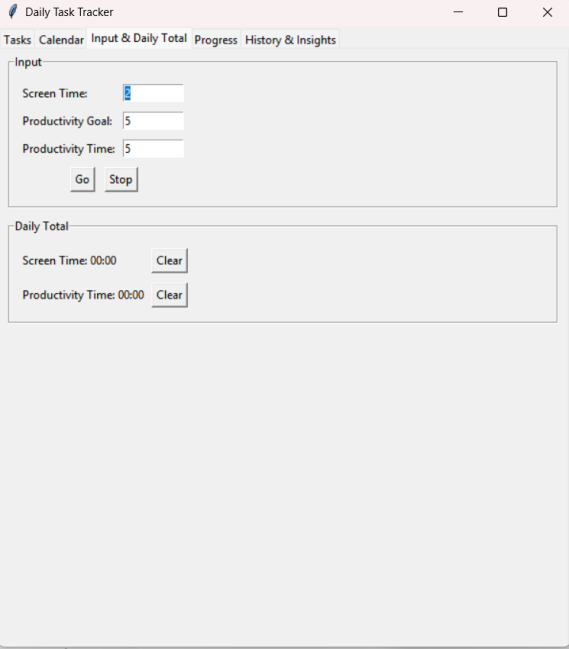 Daily Task Tracker
Tasks Calendar Input & Daily Total Progress History & Insights
Input
Screen Time: 2
Productivity Goal: 5
Productivity Time: 5
Go Stop
Daily Total
Screen Time: 00:00 Clear
Productivity Time: 00:00 Clear